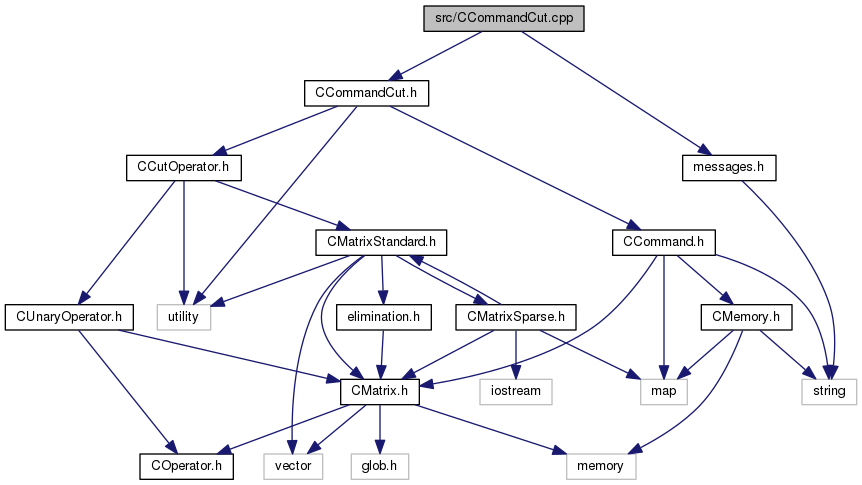 src/CCommandCut.cpp
CCommandCut.h
CCutOperator.h
messages.h
CMatrixStandard.h
CCommand.h
CUnaryOperator.h
utility
elimination.h
CMatrixSparse.h
CMemory.h
CMatrix.h
iostream
map
string
COperator.h
vector
glob.h
memory